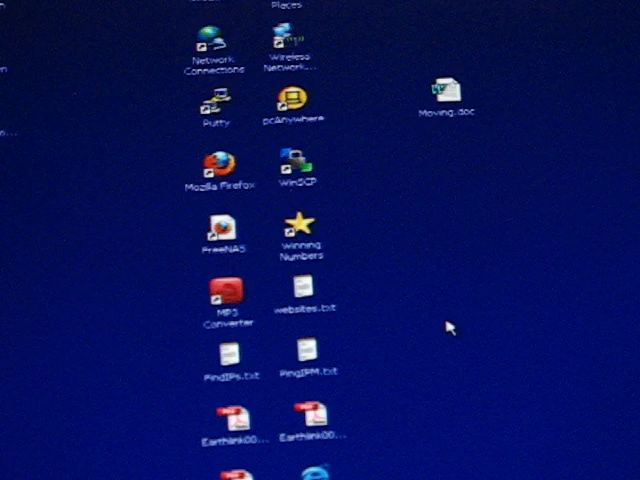 Places
Network
Connections
Wireless
Network...
Putty
pcAnywhere
Moving.doc
Mozilla Firefox
WinSCP
FreeNAS
Winning
Numbers
MP3
Converter
websites.txt
FindIPs.txt
PingIPM.txt
Earthlink00...
Earthlink00...